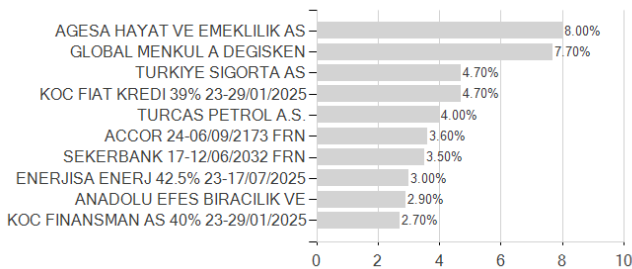 AGESA HAYAT VE EMEKLILIK AS 8.00%
GLOBAL MENKUL A DEGISKEN 7.70%
TURKIYE SIGORTA AS 4.70%
KOC FIAT KREDI 39% 23-29/01/2025 4.70%
TURCAS PETROL A.S. 4.00%
ACCOR 24-06/09/2173 FRN 3.60%
SEKERBANK 17-12/06/2032 FRN 3.50%
ENERJISA ENERJ 42.5% 23-17/07/2025 3.00%
ANADOLU EFES BIRACILIK VE 2.90%
KOC FINANSMAN AS 40% 23-29/01/2025 2.70%
0 2 4 6 8 10